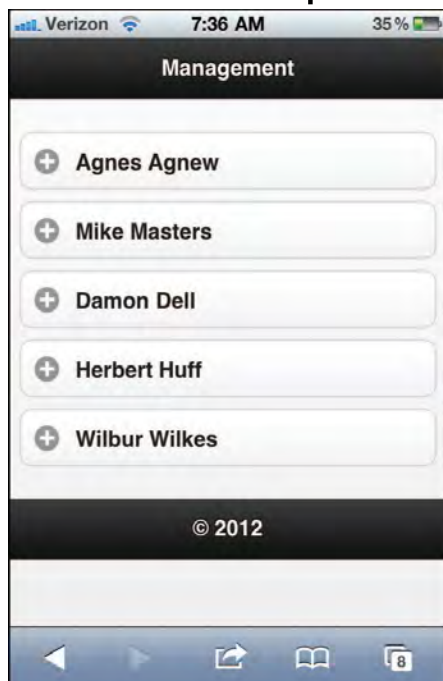 Verizon 7:36 AM 35%
Management
Agnes Agnew
Mike Masters
Damon Dell
Herbert Huff
Wilbur Wilkes
© 2012
8